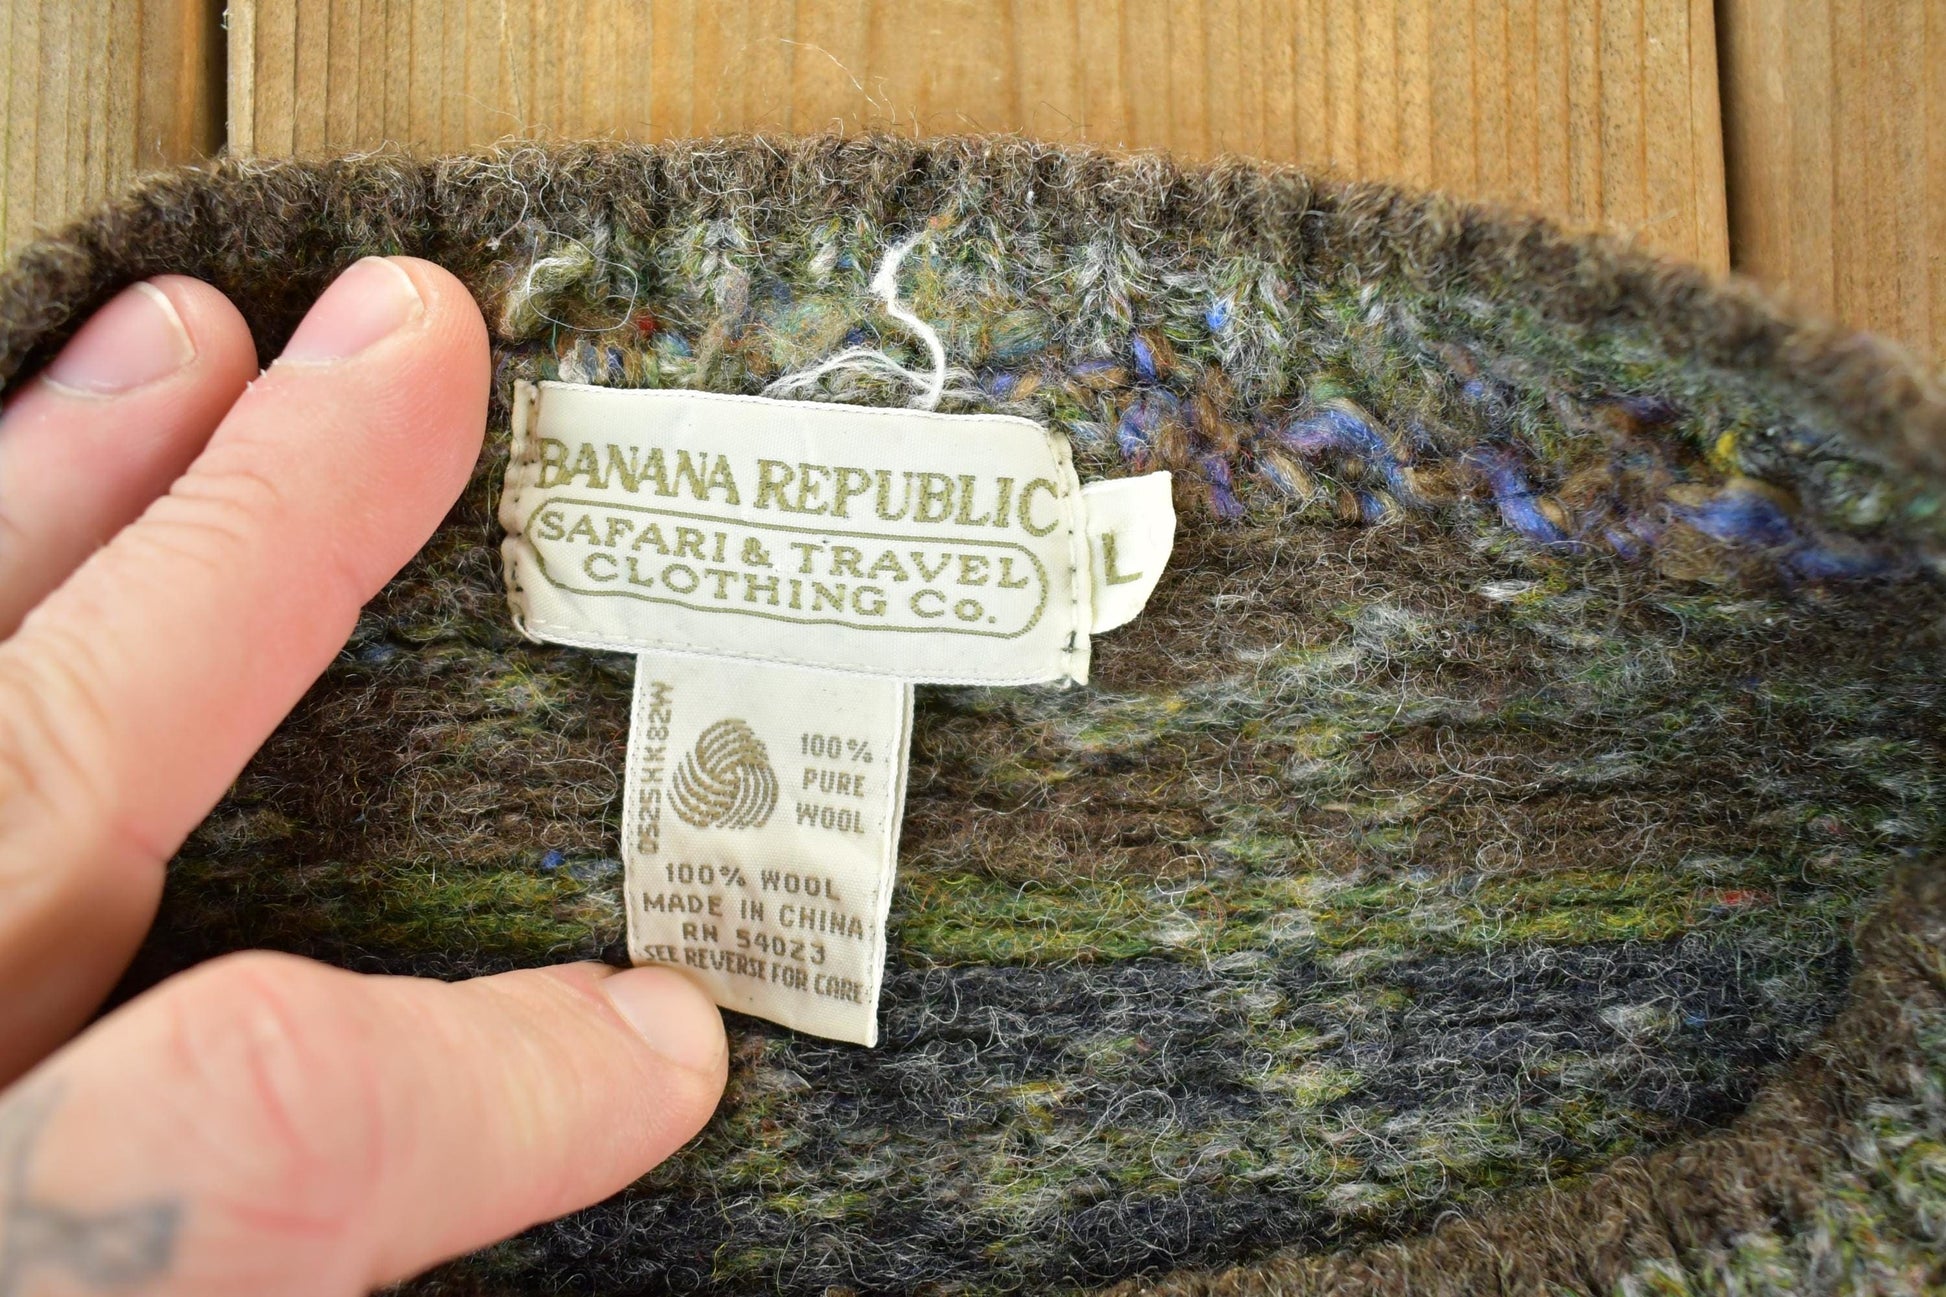 BANANA REPUBLIC
SAFARI & TRAVEL
CLOTHING Co.
L
0525HK82W
100%
PURE
WOOL
100% WOOL
MADE IN CHINA
RN 54023
SEE REVERSE FOR CARE